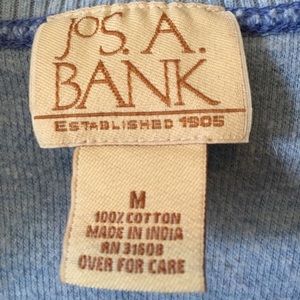 JOS. A.
BANK
ESTABLISHED 1905
M
100% COTTON
MADE IN INDIA
RN 31608
OVER FOR CARE